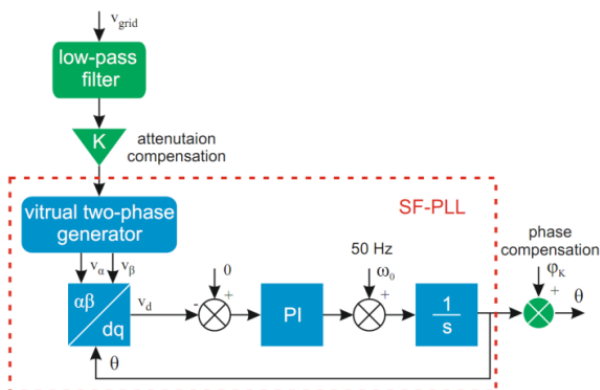 v_grid
low-pass
filter
K
attenutaion
compensation
SF-PLL
vitrual two-phase
generator
phase
compensation
φ_K
v_α
v_β
0
50 Hz
ω_0
αβ
dq
v_d
-
+
PI
+
1
s
+
θ
θ